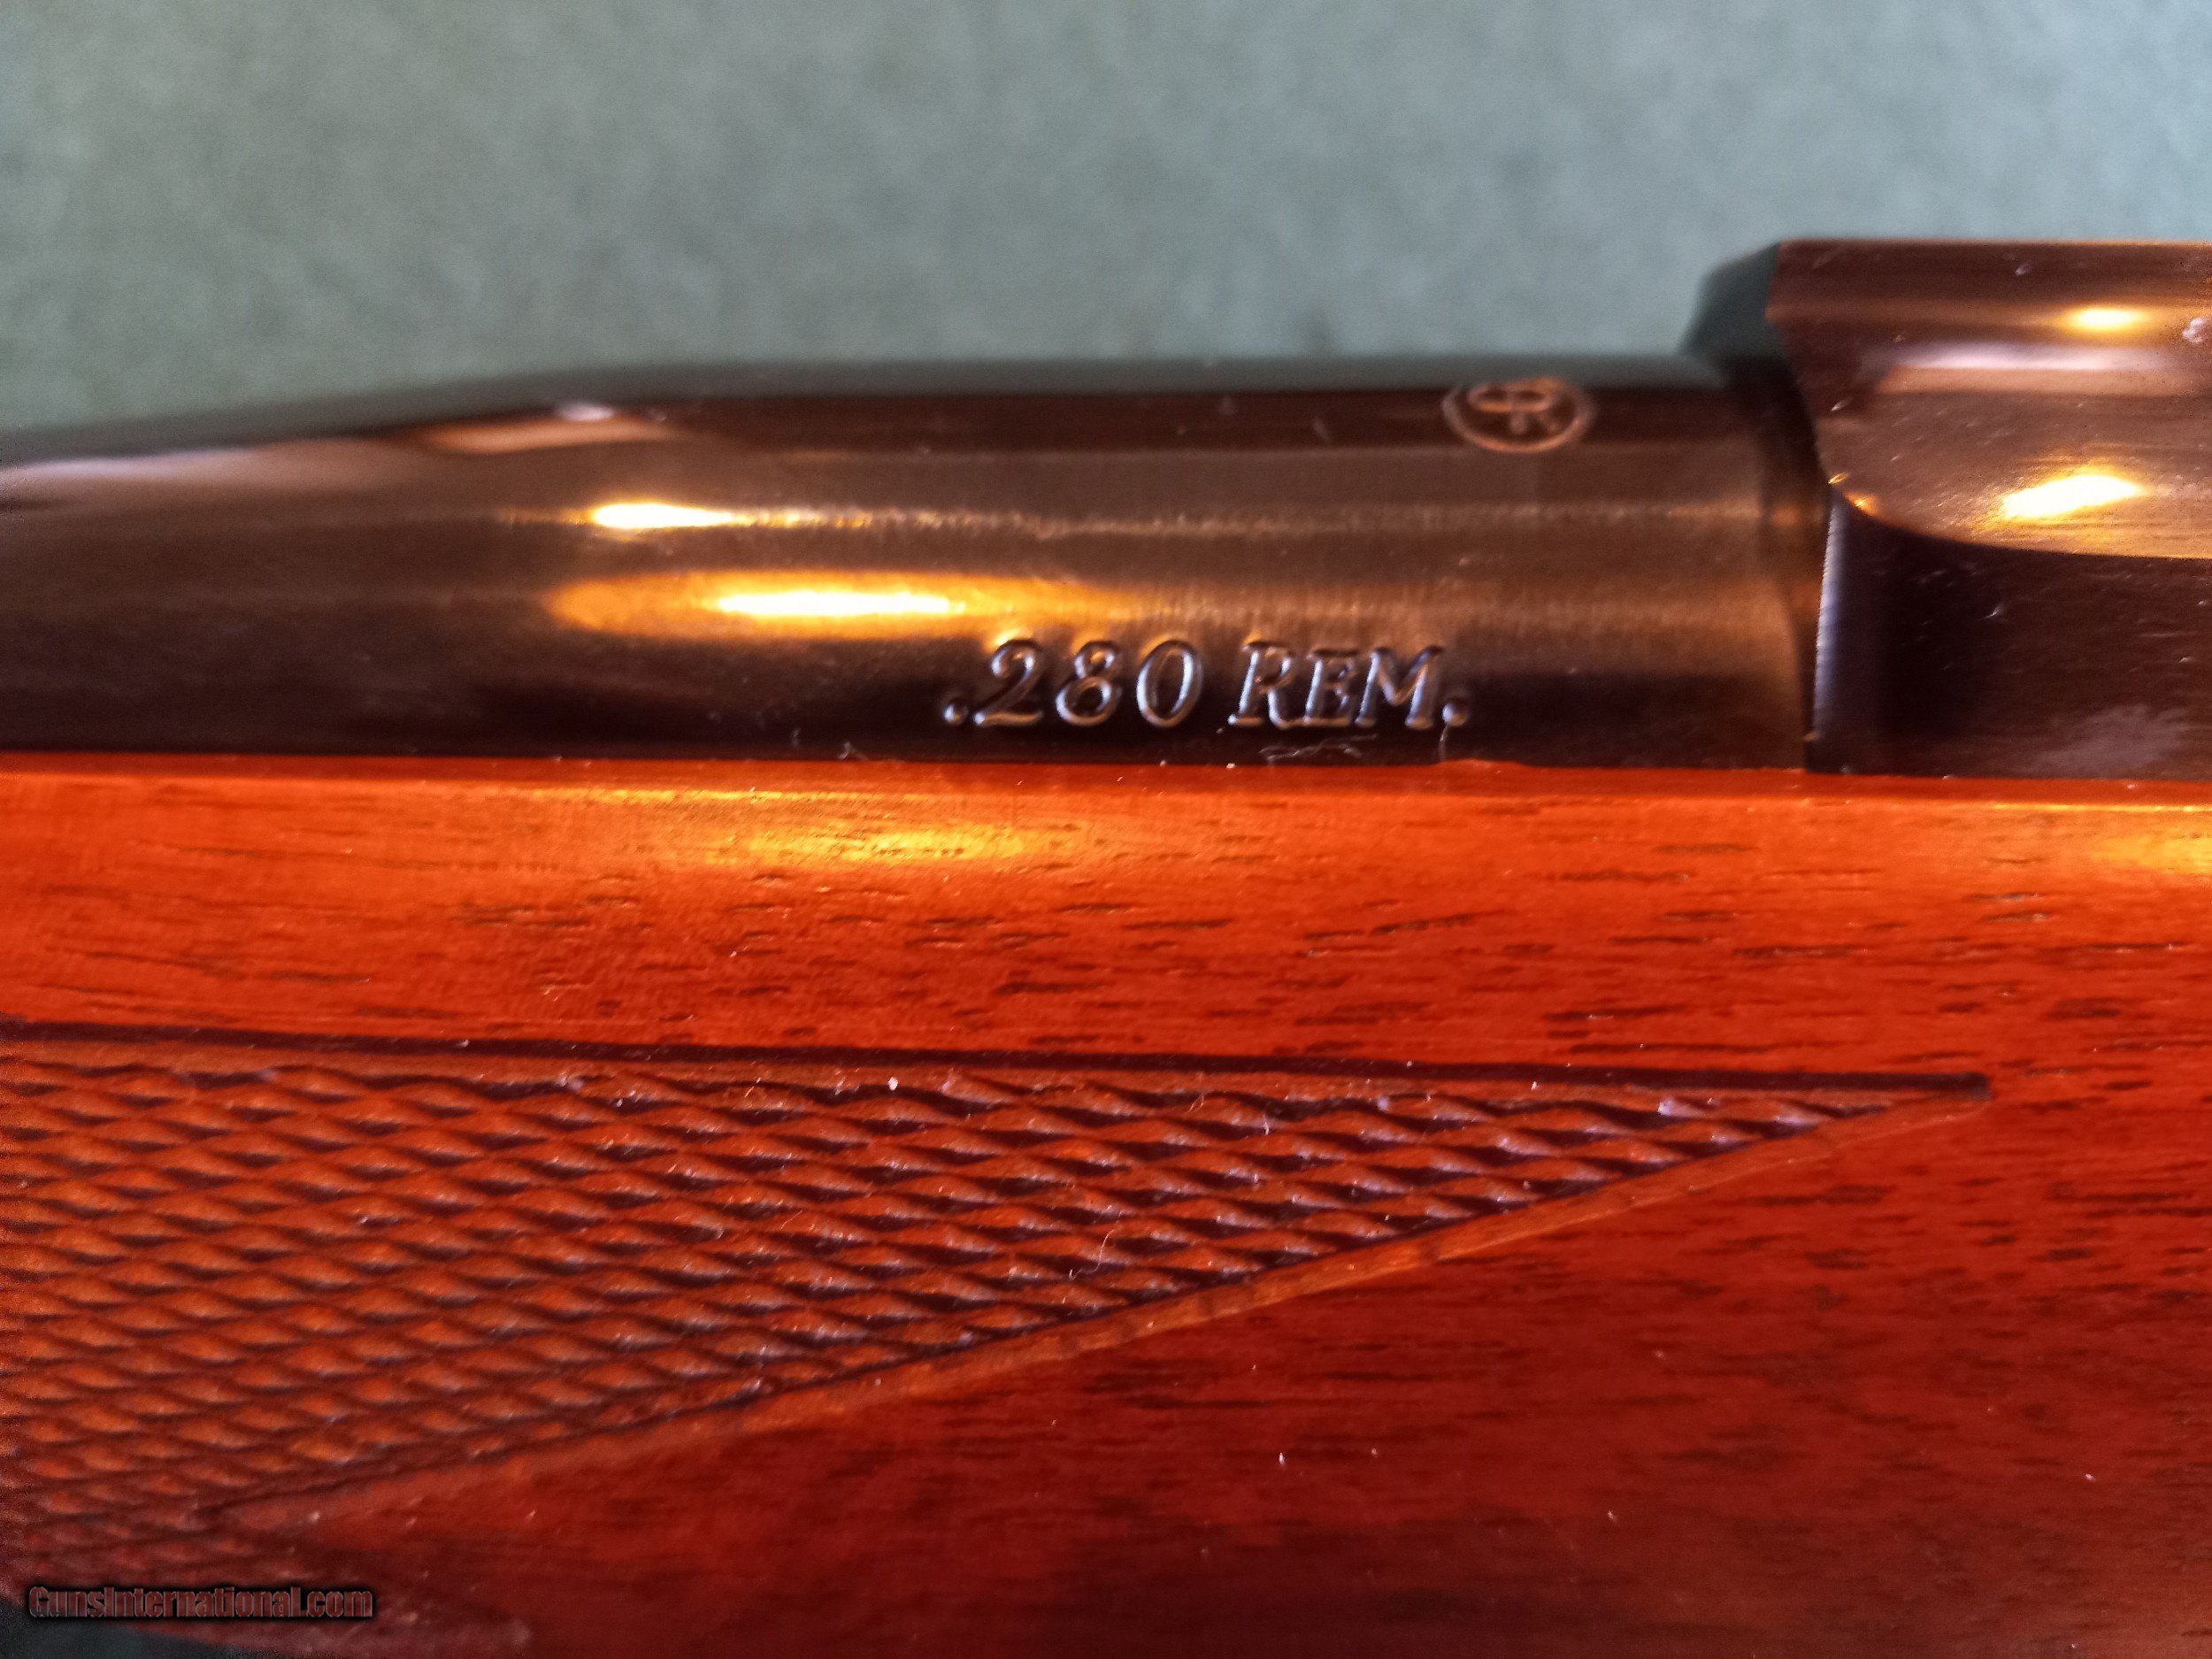 R
.280 REM.
GunsInternational.com